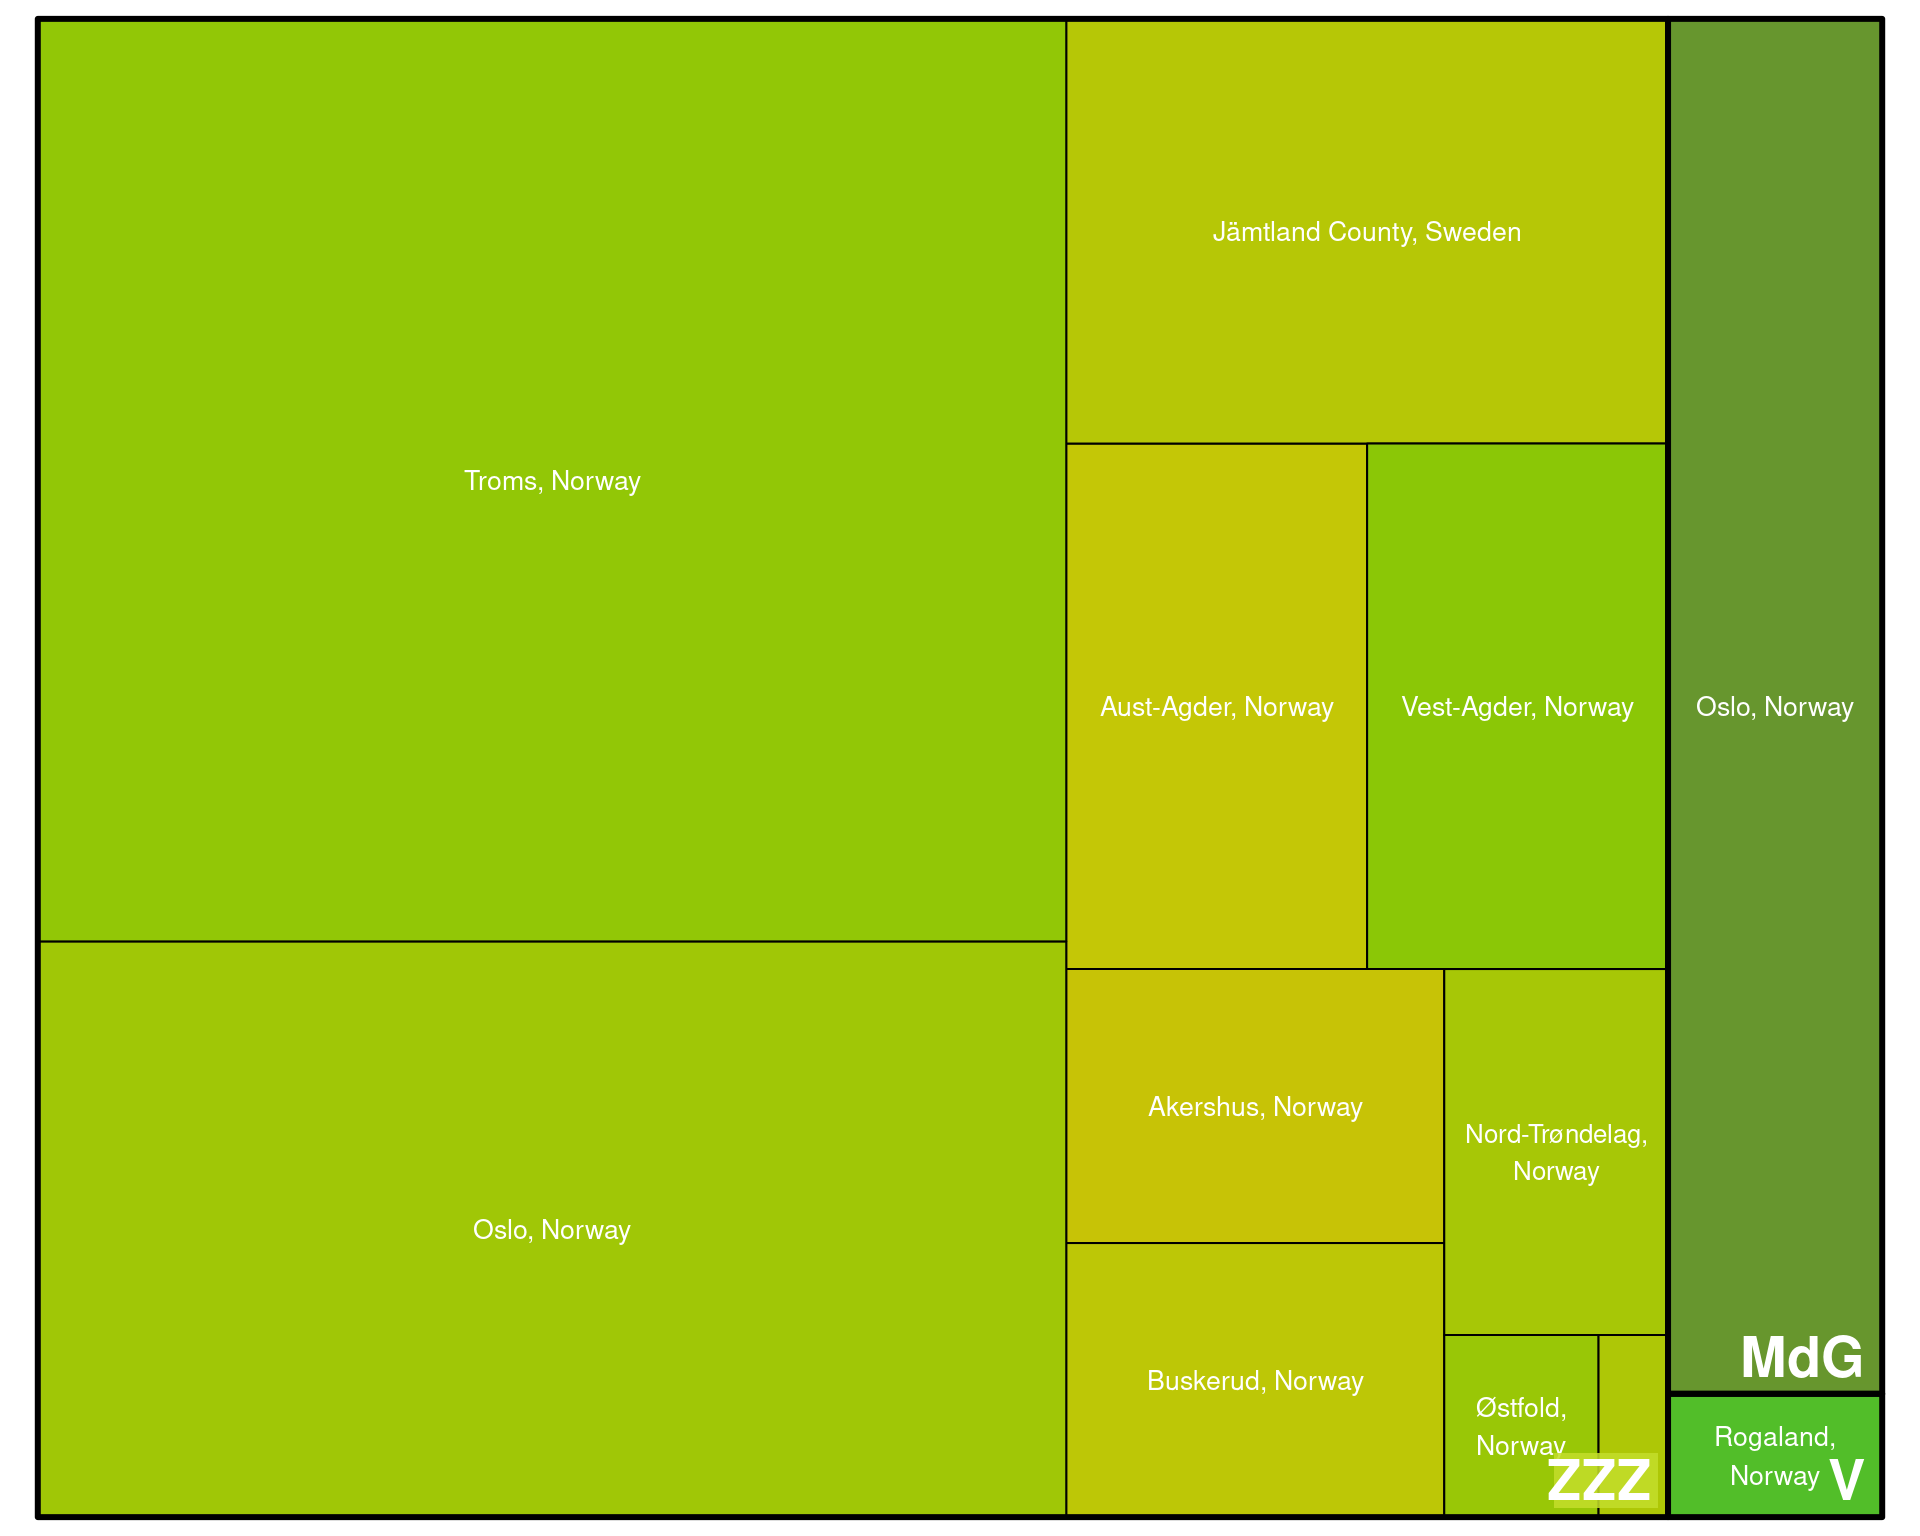 Troms, Norway
Oslo, Norway
Jämtland County, Sweden
Aust-Agder, Norway
Vest-Agder, Norway
Akershus, Norway
Buskerud, Norway
Nord-Trøndelag,
Norway
Østfold,
Norway
ZZZ
Oslo, Norway
MdG
Rogaland,
Norway
V